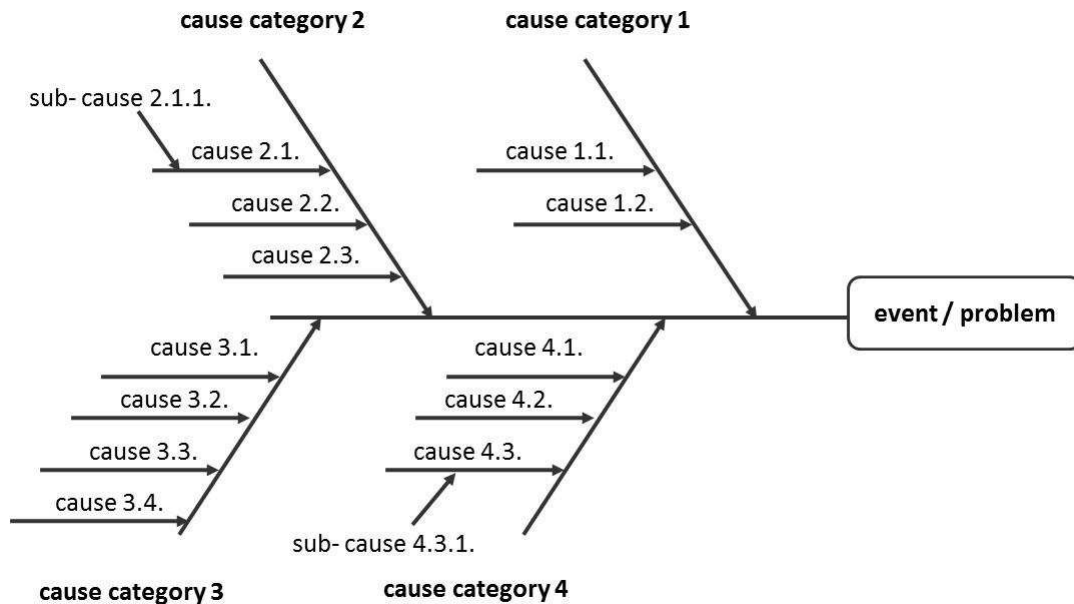 cause category 2
cause category 1
sub- cause 2.1.1.
cause 2.1.
cause 1.1.
cause 2.2.
cause 1.2.
cause 2.3.
event / problem
cause 3.1.
cause 4.1.
cause 3.2.
cause 4.2.
cause 3.3.
cause 4.3.
cause 3.4.
sub- cause 4.3.1.
cause category 3
cause category 4